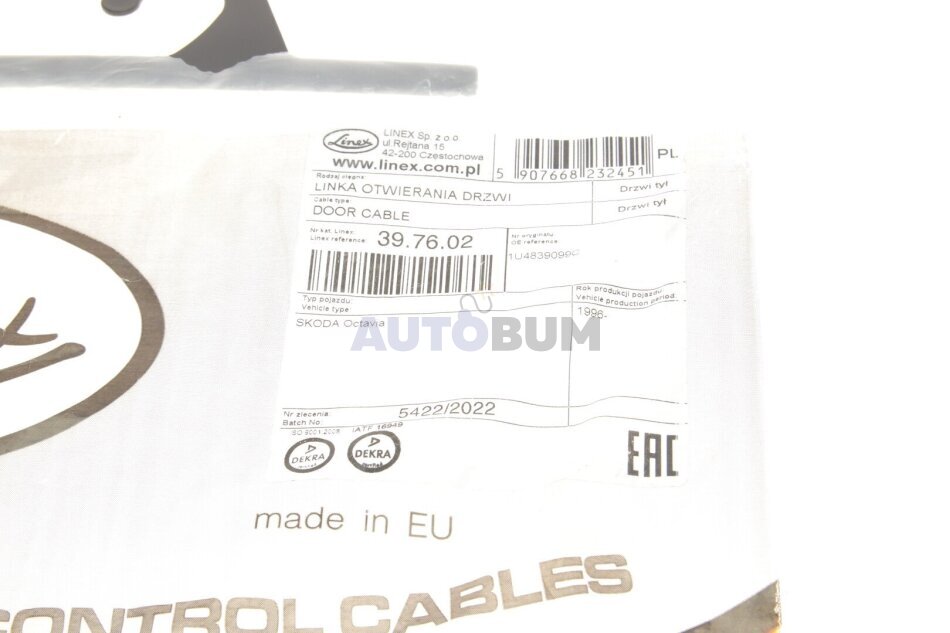 Linex
LINEX Sp. z o.o.
ul Rejtana 15
42-200 Częstochowa
www.linex.com.pl
5 907668 232451
PL
Rodzaj cięgna:
LINKA OTWIERANIA DRZWI
Drzwi tył
Cable type:
DOOR CABLE
Drzwi tył
Nr kat. Linex:
Linex reference:
39.76.02
Nr oryginału
OE reference:
1U4839099C
Typ pojazdu:
Vehicle type:
SKODA Octavia
Rok produkcji pojazdu
Vehicle production period:
1996-
AUTOBUM
Nr zlecenia
Batch No:
5422/2022
ISO 9001:2008
IATF 16949
DEKRA
DEKRA
EAC
made in EU
CONTROL CABLES